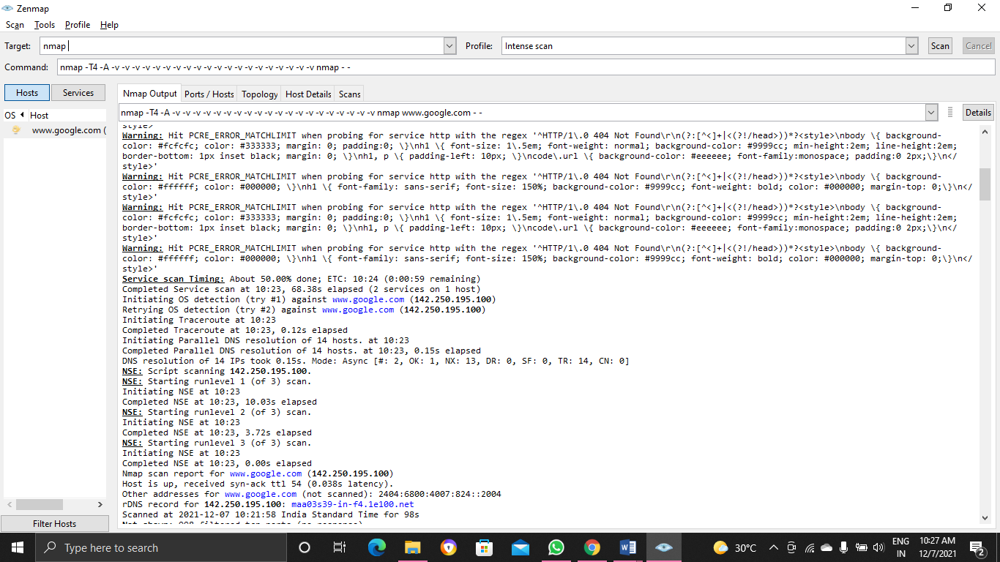 Zenmap
Scan Tools Profile Help
Target: nmap Profile: Intense scan Scan Cancel
Command: nmap -T4 -A -v -v -v -v -v -v -v -v -v -v -v -v -v -v -v -v -v -v -v -v nmap - -
Hosts Services
Nmap Output Ports / Hosts Topology Host Details Scans
OS Host
www.google.com (
nmap -T4 -A -v -v -v -v -v -v -v -v -v -v -v -v -v -v -v -v -v -v -v -v nmap www.google.com - - Details
style>
Warning: Hit PCRE_ERROR_MATCHLIMIT when probing for service http with the regex '^HTTP/1\.0 404 Not Found\r\n(?:[^<]+|<(?!/head>))*?<style>\nbody \{ background-
color: #fcfcfc; color: #333333; margin: 0; padding:0; \}\nh1 \{ font-size: 1\.5em; font-weight: normal; background-color: #9999cc; min-height:2em; line-height:2em;
border-bottom: 1px inset black; margin: 0; \}\nh1, p \{ padding-left: 10px; \}\ncode\.url \{ background-color: #eeeeee; font-family:monospace; padding:0 2px;\}\n</
style>'
Warning: Hit PCRE_ERROR_MATCHLIMIT when probing for service http with the regex '^HTTP/1\.0 404 Not Found\r\n(?:[^<]+|<(?!/head>))*?<style>\nbody \{ background-
color: #ffffff; color: #000000; \}\nh1 \{ font-family: sans-serif; font-size: 150%; background-color: #9999cc; font-weight: bold; color: #000000; margin-top: 0;\}\n</
style>'
Warning: Hit PCRE_ERROR_MATCHLIMIT when probing for service http with the regex '^HTTP/1\.0 404 Not Found\r\n(?:[^<]+|<(?!/head>))*?<style>\nbody \{ background-
color: #fcfcfc; color: #333333; margin: 0; padding:0; \}\nh1 \{ font-size: 1\.5em; font-weight: normal; background-color: #9999cc; min-height:2em; line-height:2em;
border-bottom: 1px inset black; margin: 0; \}\nh1, p \{ padding-left: 10px; \}\ncode\.url \{ background-color: #eeeeee; font-family:monospace; padding:0 2px;\}\n</
style>'
Warning: Hit PCRE_ERROR_MATCHLIMIT when probing for service http with the regex '^HTTP/1\.0 404 Not Found\r\n(?:[^<]+|<(?!/head>))*?<style>\nbody \{ background-
color: #ffffff; color: #000000; \}\nh1 \{ font-family: sans-serif; font-size: 150%; background-color: #9999cc; font-weight: bold; color: #000000; margin-top: 0;\}\n</
style>'
Service scan Timing: About 50.00% done; ETC: 10:24 (0:00:59 remaining)
Completed Service scan at 10:23, 68.38s elapsed (2 services on 1 host)
Initiating OS detection (try #1) against www.google.com (142.250.195.100)
Retrying OS detection (try #2) against www.google.com (142.250.195.100)
Initiating Traceroute at 10:23
Completed Traceroute at 10:23, 0.12s elapsed
Initiating Parallel DNS resolution of 14 hosts. at 10:23
Completed Parallel DNS resolution of 14 hosts. at 10:23, 0.15s elapsed
DNS resolution of 14 IPs took 0.15s. Mode: Async [#: 2, OK: 1, NX: 13, DR: 0, SF: 0, TR: 14, CN: 0]
NSE: Script scanning 142.250.195.100.
NSE: Starting runlevel 1 (of 3) scan.
Initiating NSE at 10:23
Completed NSE at 10:23, 10.03s elapsed
NSE: Starting runlevel 2 (of 3) scan.
Initiating NSE at 10:23
Completed NSE at 10:23, 3.72s elapsed
NSE: Starting runlevel 3 (of 3) scan.
Initiating NSE at 10:23
Completed NSE at 10:23, 0.00s elapsed
Nmap scan report for www.google.com (142.250.195.100)
Host is up, received syn-ack ttl 54 (0.038s latency).
Other addresses for www.google.com (not scanned): 2404:6800:4007:824::2004
rDNS record for 142.250.195.100: maa03s39-in-f4.1e100.net
Scanned at 2021-12-07 10:21:58 India Standard Time for 98s
Not shown: 998 filtered tcp ports (no-response)
Filter Hosts
Type here to search
30°C
ENG
IN
10:27 AM
12/7/2021
2